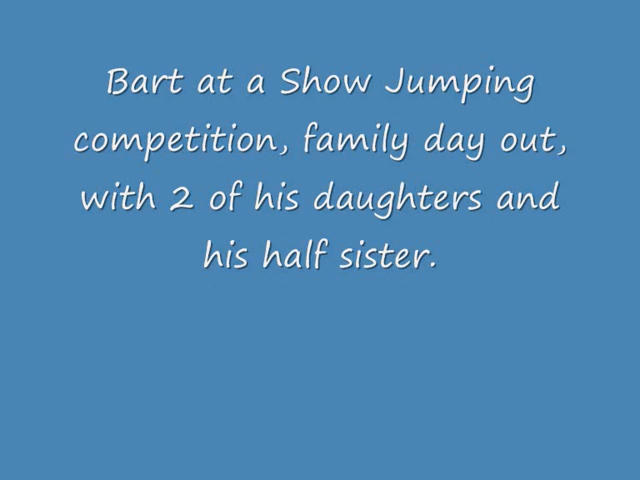 Bart at a Show Jumping
competition, family day out,
with 2 of his daughters and
his half sister.